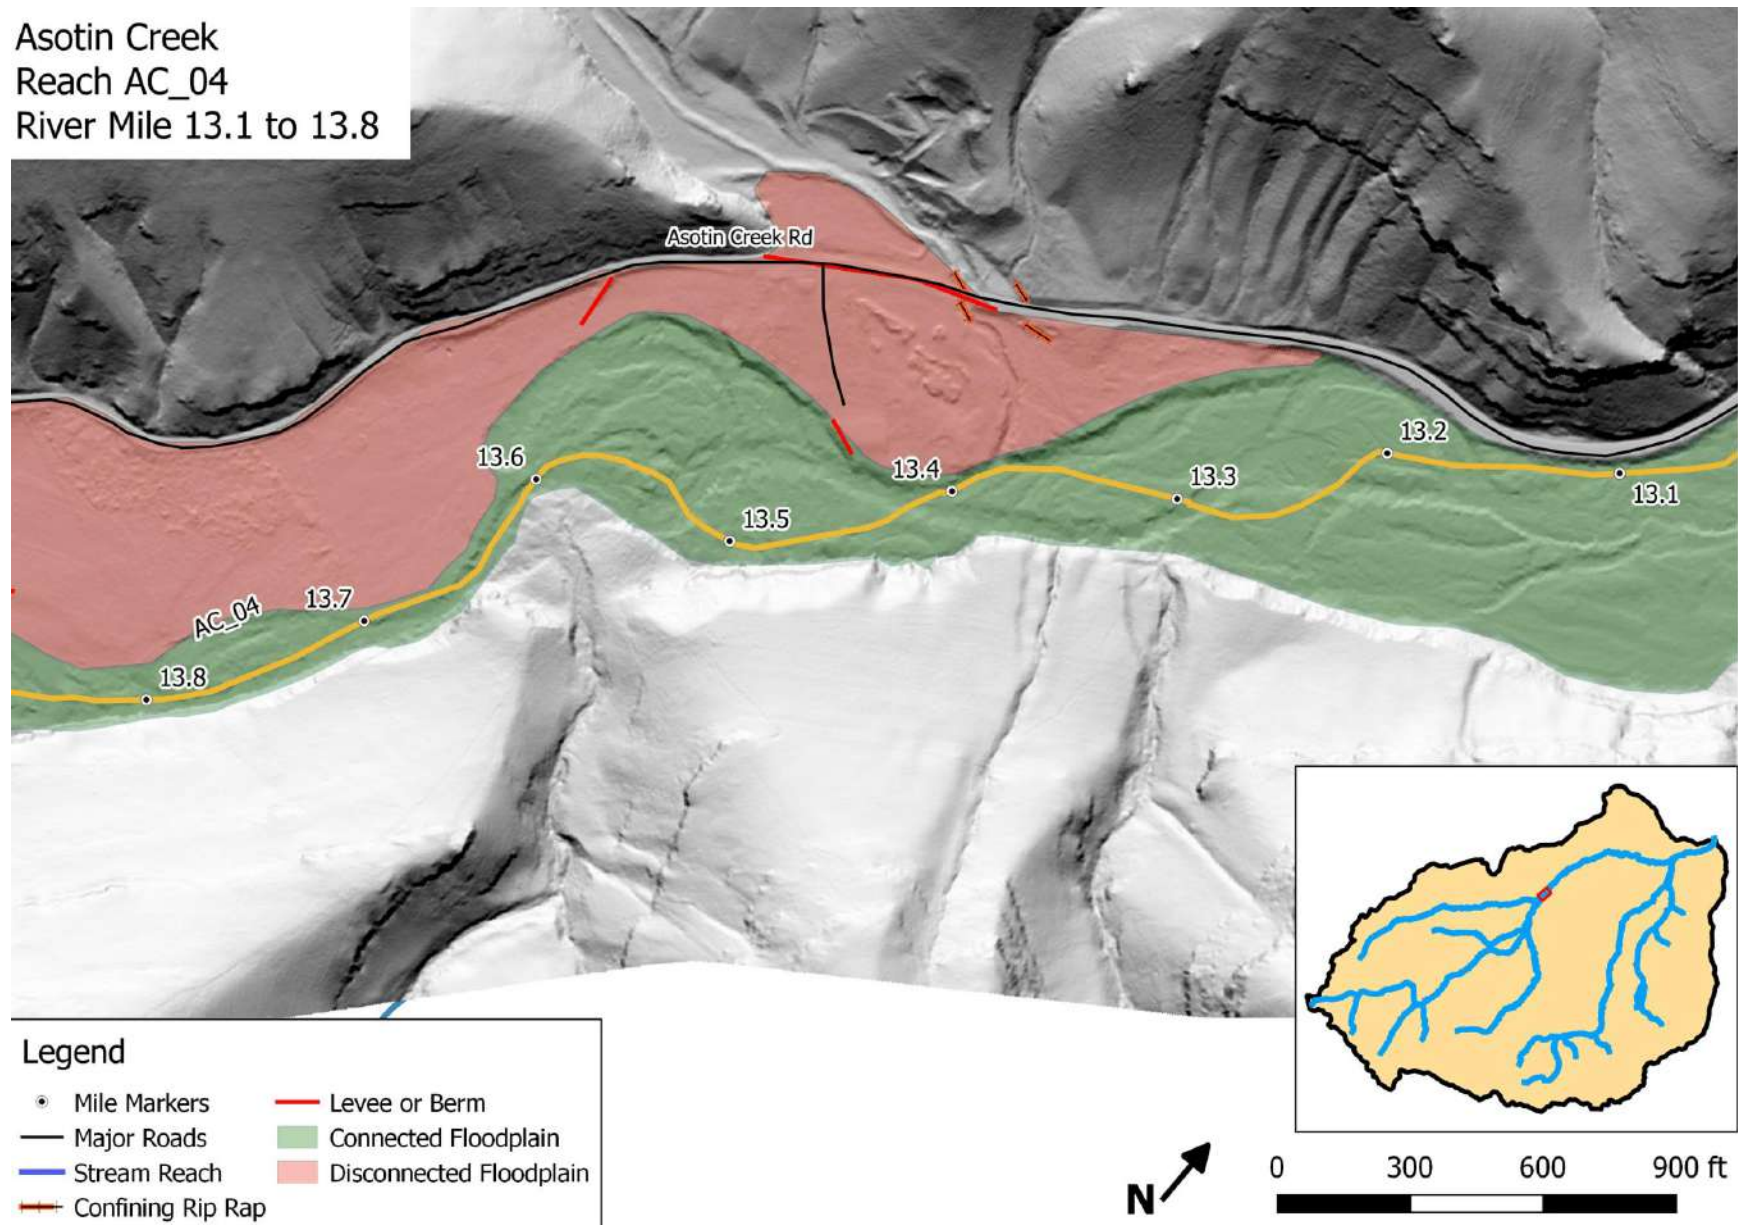 Asotin Creek
Reach AC_04
River Mile 13.1 to 13.8
Asotin Creek Rd
13.2
13.6
13.4
13.3
13.1
13.5
13.7
AC_04
13.8
Legend
Mile Markers
Major Roads
Stream Reach
Confining Rip Rap
Levee or Berm
Connected Floodplain
Disconnected Floodplain
N
0 300 600 900 ft